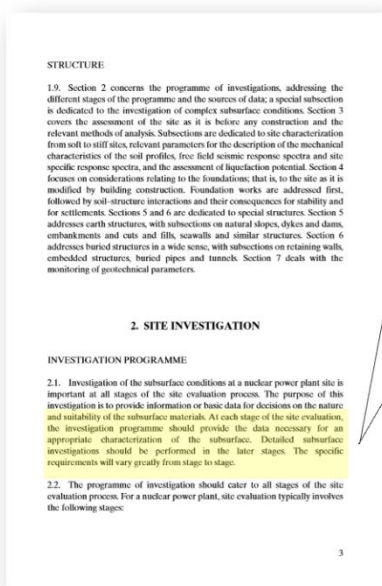 STRUCTURE
1.9. Section 2 concerns the programme of investigations, addressing the
different stages of the programme and the sources of data; a special subsection
is dedicated to the investigation of complex subsurface conditions. Section 3
covers the assessment of the site as it is before any construction and the
relevant methods of analysis. Subsections are dedicated to site characterization
from soft to stiff sites, relevant parameters for the description of the mechanical
characteristics of the soil profiles, free field seismic response spectra and site
specific response spectra, and the assessment of liquefaction potential. Section 4
focuses on considerations relating to the foundations; that is, to the site as it is
modified by building construction. Foundation works are addressed first,
followed by soil–structure interactions and their consequences for stability and
for settlements. Sections 5 and 6 are dedicated to special structures. Section 5
addresses earth structures, with subsections on natural slopes, dykes and dams,
embankments and cuts and fills, seawalls and similar structures. Section 6
addresses buried structures in a wide sense, with subsections on retaining walls,
embedded structures, buried pipes and tunnels. Section 7 deals with the
monitoring of geotechnical parameters.
2. SITE INVESTIGATION
INVESTIGATION PROGRAMME
2.1. Investigation of the subsurface conditions at a nuclear power plant site is
important at all stages of the site evaluation process. The purpose of this
investigation is to provide information or basic data for decisions on the nature
and suitability of the subsurface materials. At each stage of the site evaluation,
the investigation programme should provide the data necessary for an
appropriate characterization of the subsurface. Detailed subsurface
investigations should be performed in the later stages. The specific
requirements will vary greatly from stage to stage.
2.2. The programme of investigation should cater to all stages of the site
evaluation process. For a nuclear power plant, site evaluation typically involves
the following stages:
3